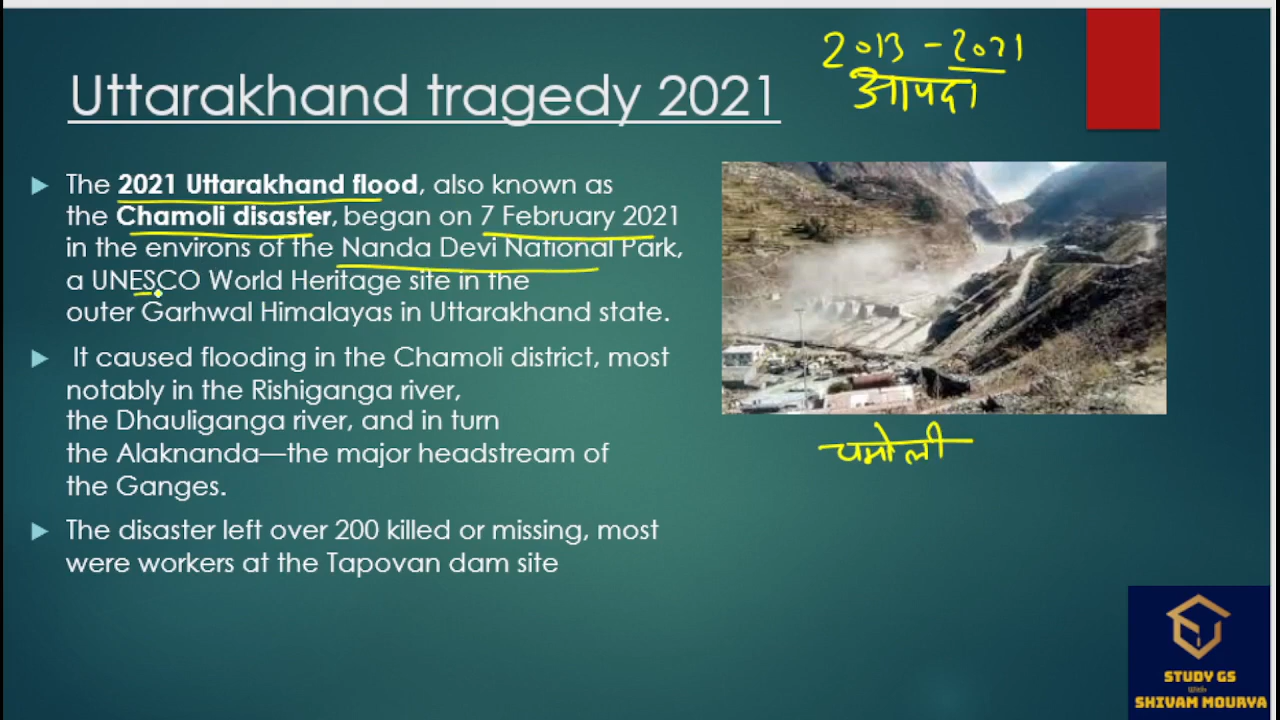 2013 - 2021
आपदा
Uttarakhand tragedy 2021
The 2021 Uttarakhand flood, also known as
the Chamoli disaster, began on 7 February 2021
in the environs of the Nanda Devi National Park,
a UNESCO World Heritage site in the
outer Garhwal Himalayas in Uttarakhand state.
It caused flooding in the Chamoli district, most
notably in the Rishiganga river,
the Dhauliganga river, and in turn
the Alaknanda—the major headstream of
the Ganges.
The disaster left over 200 killed or missing, most
were workers at the Tapovan dam site
चमोली
STUDY GS
With
SHIVAM MOURYA